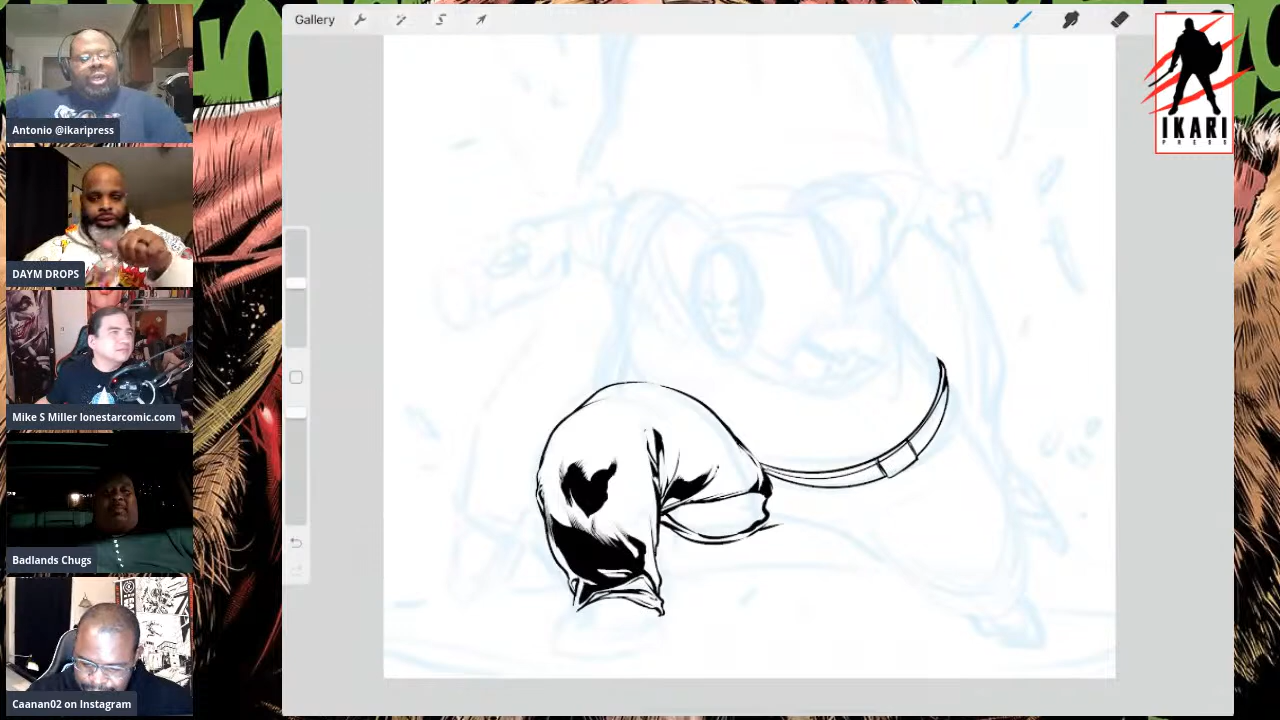 Antonio @ikaripress
DAYM DROPS
Mike S Miller lonestarcomic.com
Badlands Chugs
Caanan02 on Instagram
Gallery
IKARI
PRESS